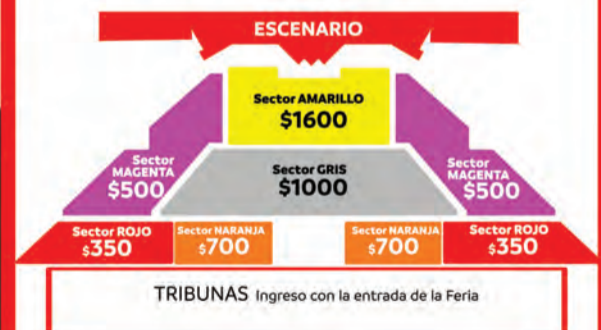 ESCENARIO
Sector AMARILLO
$1600
Sector
MAGENTA
$500
Sector GRIS
$1000
Sector
MAGENTA
$500
Sector ROJO
$350
Sector NARANJA
$700
Sector NARANJA
$700
Sector ROJO
$350
TRIBUNAS Ingreso con la entrada de la Feria